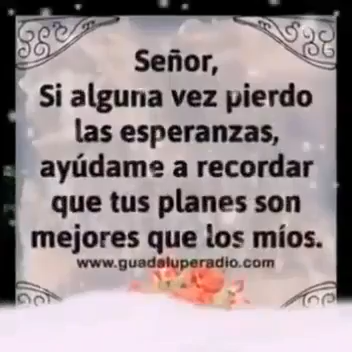 Señor,
Si alguna vez pierdo
las esperanzas,
ayúdame a recordar
que tus planes son
mejores que los míos.
www.guadaluperadio.com